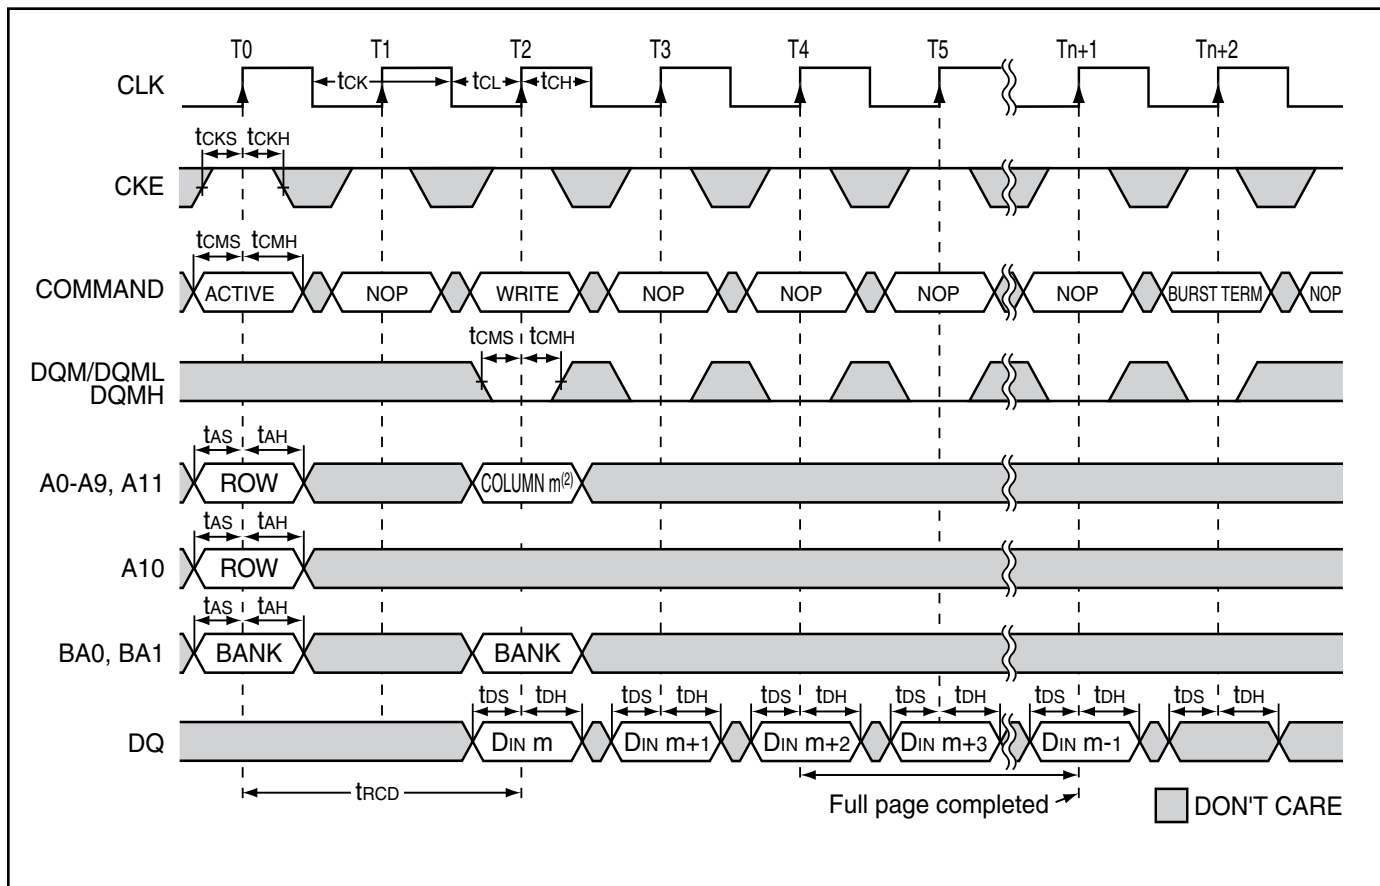 T0 T1 T2 T3 T4 T5 Tn+1 Tn+2
CLK tCK tCL tCH
tCKS tCKH
CKE
tCMS tCMH
COMMAND ACTIVE NOP WRITE NOP NOP NOP NOP BURST TERM NOP
tCMS tCMH
DQM/DQML
DQMH
tAS tAH
A0-A9, A11 ROW COLUMN m(2)
tAS tAH
A10 ROW
tAS tAH
BA0, BA1 BANK BANK
tDS tDH tDS tDH tDS tDH tDS tDH tDS tDH tDS tDH
DQ DIN m DIN m+1 DIN m+2 DIN m+3 DIN m-1
tRCD
Full page completed
DON'T CARE